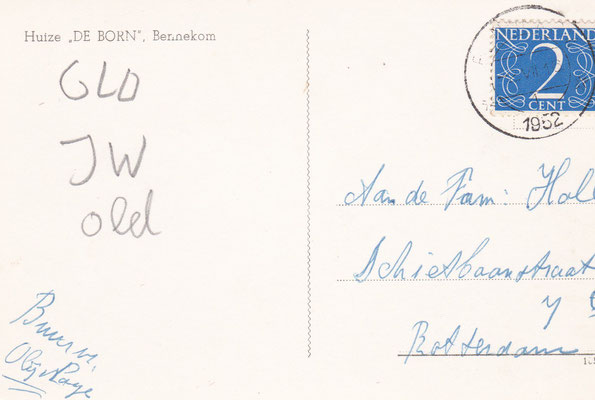 Huize „DE BORN", Bennekom
GLD
JW
old
NEDERLAND
2
CENT
1952
Aan de Fam: Hol
Schietbaanstraat
Rotterdam